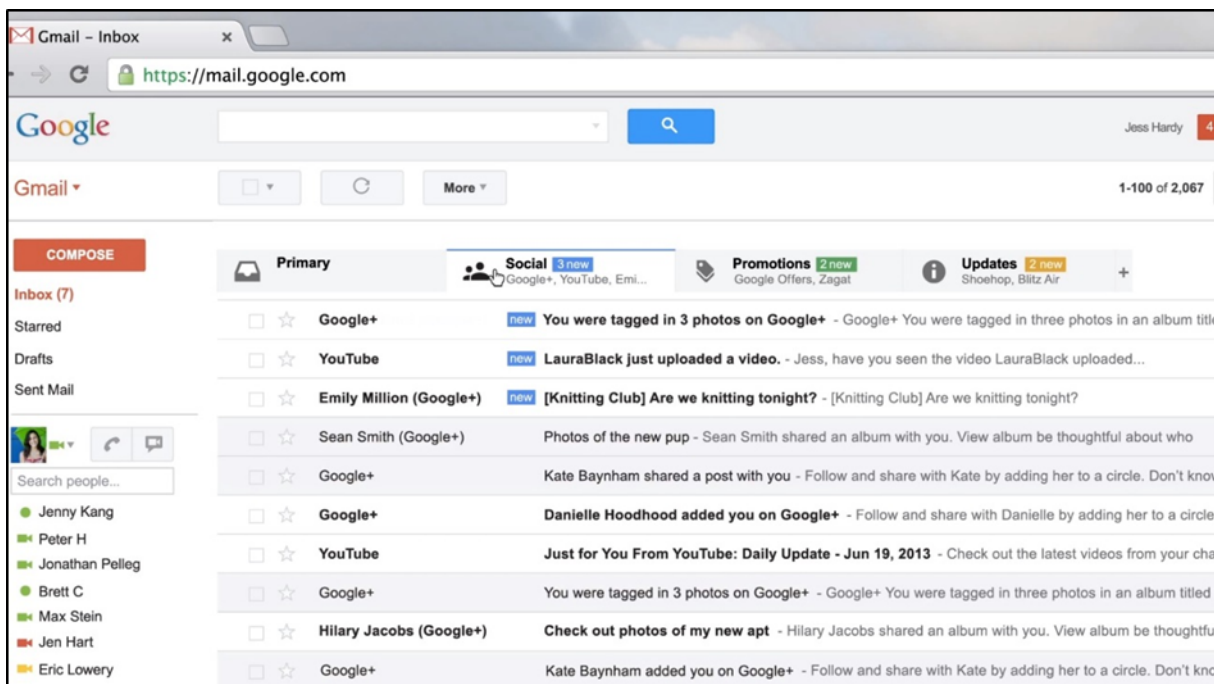 Gmail – Inbox
https://mail.google.com
Google
Jess Hardy 4
Gmail
More
1-100 of 2,067
COMPOSE
Primary
Social 3 new
Google+, YouTube, Emi...
Promotions 2 new
Google Offers, Zagat
Updates 2 new
Shoehop, Blitz Air
+
Inbox (7)
Starred
Drafts
Sent Mail
Search people...
Jenny Kang
Peter H
Jonathan Pelleg
Brett C
Max Stein
Jen Hart
Eric Lowery
Google+ new You were tagged in 3 photos on Google+ - Google+ You were tagged in three photos in an album title
YouTube new LauraBlack just uploaded a video. - Jess, have you seen the video LauraBlack uploaded...
Emily Million (Google+) new [Knitting Club] Are we knitting tonight? - [Knitting Club] Are we knitting tonight?
Sean Smith (Google+) Photos of the new pup - Sean Smith shared an album with you. View album be thoughtful about who
Google+ Kate Baynham shared a post with you - Follow and share with Kate by adding her to a circle. Don't know
Google+ Danielle Hoodhood added you on Google+ - Follow and share with Danielle by adding her to a circle
YouTube Just for You From YouTube: Daily Update - Jun 19, 2013 - Check out the latest videos from your cha
Google+ You were tagged in 3 photos on Google+ - Google+ You were tagged in three photos in an album titled
Hilary Jacobs (Google+) Check out photos of my new apt - Hilary Jacobs shared an album with you. View album be thoughtfu
Google+ Kate Baynham added you on Google+ - Follow and share with Kate by adding her to a circle. Don't kno